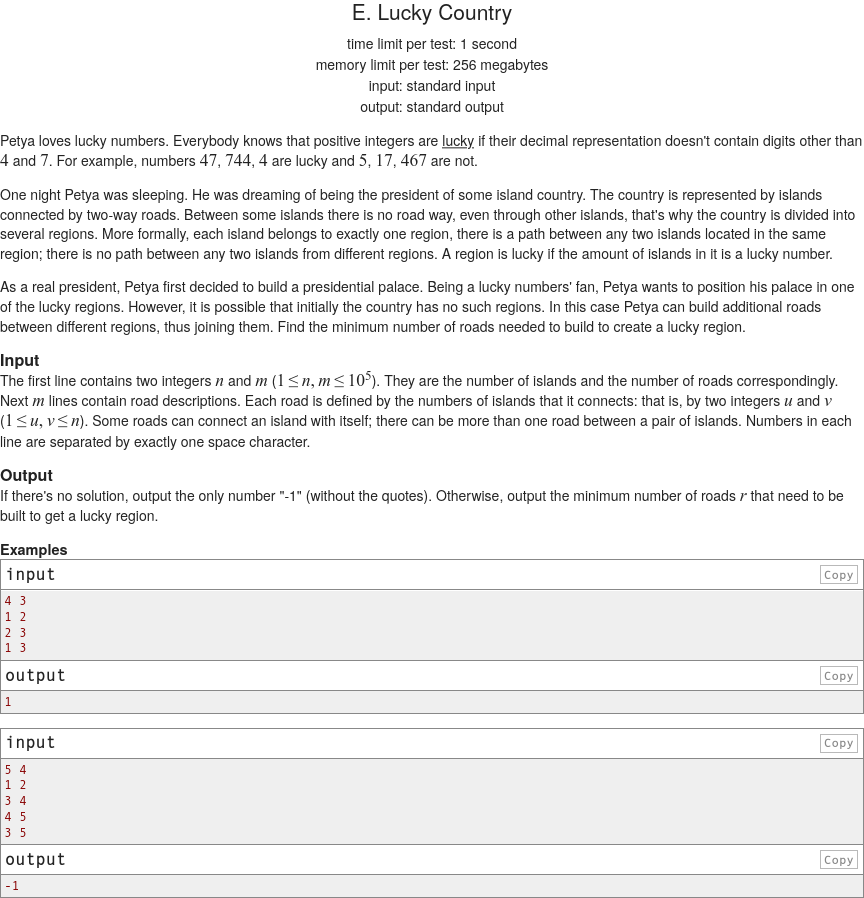 E. Lucky Country
time limit per test: 1 second
memory limit per test: 256 megabytes
input: standard input
output: standard output
Petya loves lucky numbers. Everybody knows that positive integers are lucky if their decimal representation doesn't contain digits other than
4 and 7. For example, numbers 47, 744, 4 are lucky and 5, 17, 467 are not.
One night Petya was sleeping. He was dreaming of being the president of some island country. The country is represented by islands
connected by two-way roads. Between some islands there is no road way, even through other islands, that's why the country is divided into
several regions. More formally, each island belongs to exactly one region, there is a path between any two islands located in the same
region; there is no path between any two islands from different regions. A region is lucky if the amount of islands in it is a lucky number.
As a real president, Petya first decided to build a presidential palace. Being a lucky numbers' fan, Petya wants to position his palace in one
of the lucky regions. However, it is possible that initially the country has no such regions. In this case Petya can build additional roads
between different regions, thus joining them. Find the minimum number of roads needed to build to create a lucky region.
Input
The first line contains two integers n and m (1 ≤ n, m ≤ 10⁵). They are the number of islands and the number of roads correspondingly.
Next m lines contain road descriptions. Each road is defined by the numbers of islands that it connects: that is, by two integers u and v
(1 ≤ u, v ≤ n). Some roads can connect an island with itself; there can be more than one road between a pair of islands. Numbers in each
line are separated by exactly one space character.
Output
If there's no solution, output the only number "-1" (without the quotes). Otherwise, output the minimum number of roads r that need to be
built to get a lucky region.
Examples
input Copy
4 3
1 2
2 3
1 3
output Copy
1
input Copy
5 4
1 2
3 4
4 5
3 5
output Copy
-1